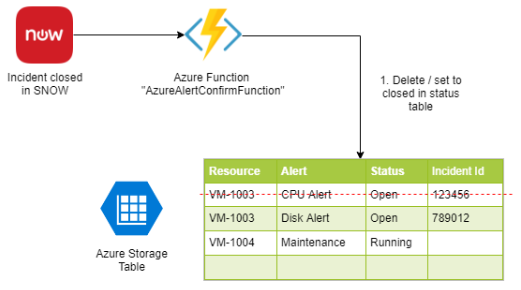 now
Incident closed
in SNOW
Azure Function
"AzureAlertConfirmFunction"
1. Delete / set to
closed in status
table
Azure Storage
Table
Resource Alert Status Incident Id
VM-1003 CPU Alert Open 123456
VM-1003 Disk Alert Open 789012
VM-1004 Maintenance Running